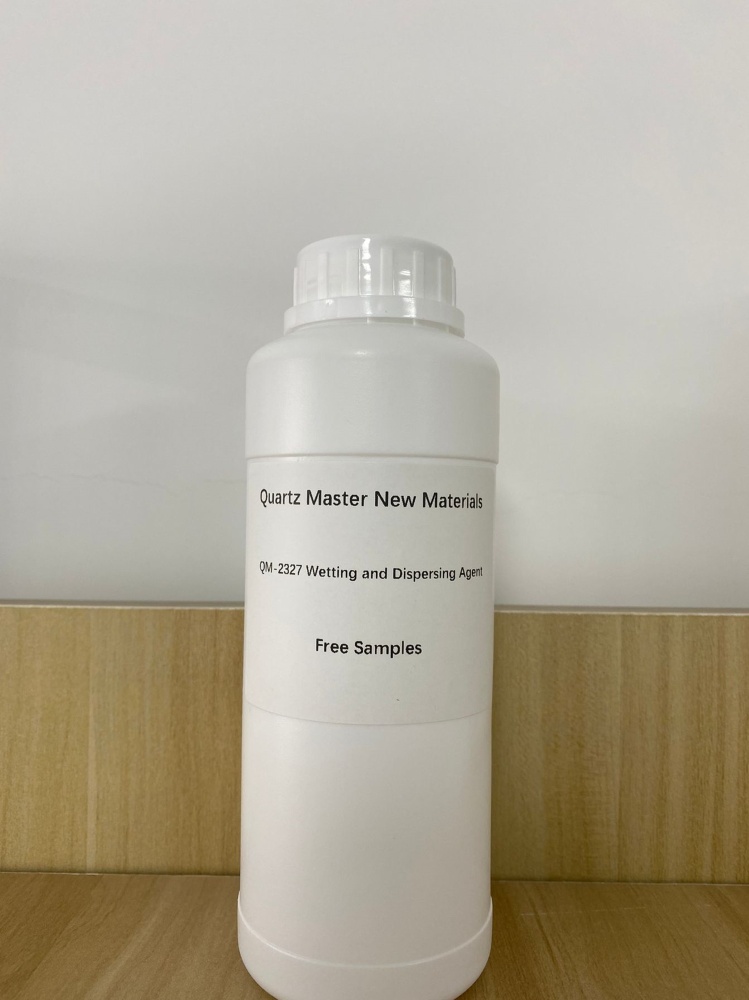 Quartz Master New Materials
QM-2327 Wetting and Dispersing Agent
Free Samples